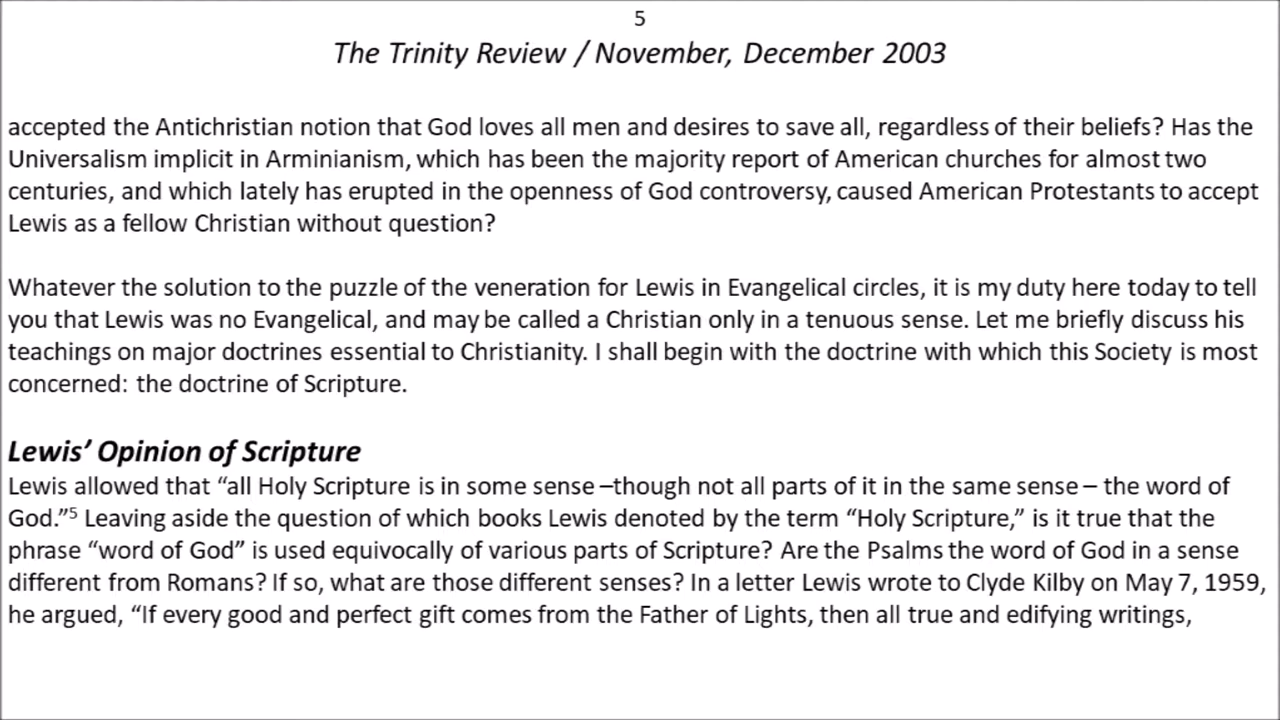 5
The Trinity Review / November, December 2003
accepted the Antichristian notion that God loves all men and desires to save all, regardless of their beliefs? Has the
Universalism implicit in Arminianism, which has been the majority report of American churches for almost two
centuries, and which lately has erupted in the openness of God controversy, caused American Protestants to accept
Lewis as a fellow Christian without question?
Whatever the solution to the puzzle of the veneration for Lewis in Evangelical circles, it is my duty here today to tell
you that Lewis was no Evangelical, and may be called a Christian only in a tenuous sense. Let me briefly discuss his
teachings on major doctrines essential to Christianity. I shall begin with the doctrine with which this Society is most
concerned: the doctrine of Scripture.
Lewis’ Opinion of Scripture
Lewis allowed that “all Holy Scripture is in some sense –though not all parts of it in the same sense – the word of
God.”⁵ Leaving aside the question of which books Lewis denoted by the term “Holy Scripture,” is it true that the
phrase “word of God” is used equivocally of various parts of Scripture? Are the Psalms the word of God in a sense
different from Romans? If so, what are those different senses? In a letter Lewis wrote to Clyde Kilby on May 7, 1959,
he argued, “If every good and perfect gift comes from the Father of Lights, then all true and edifying writings,